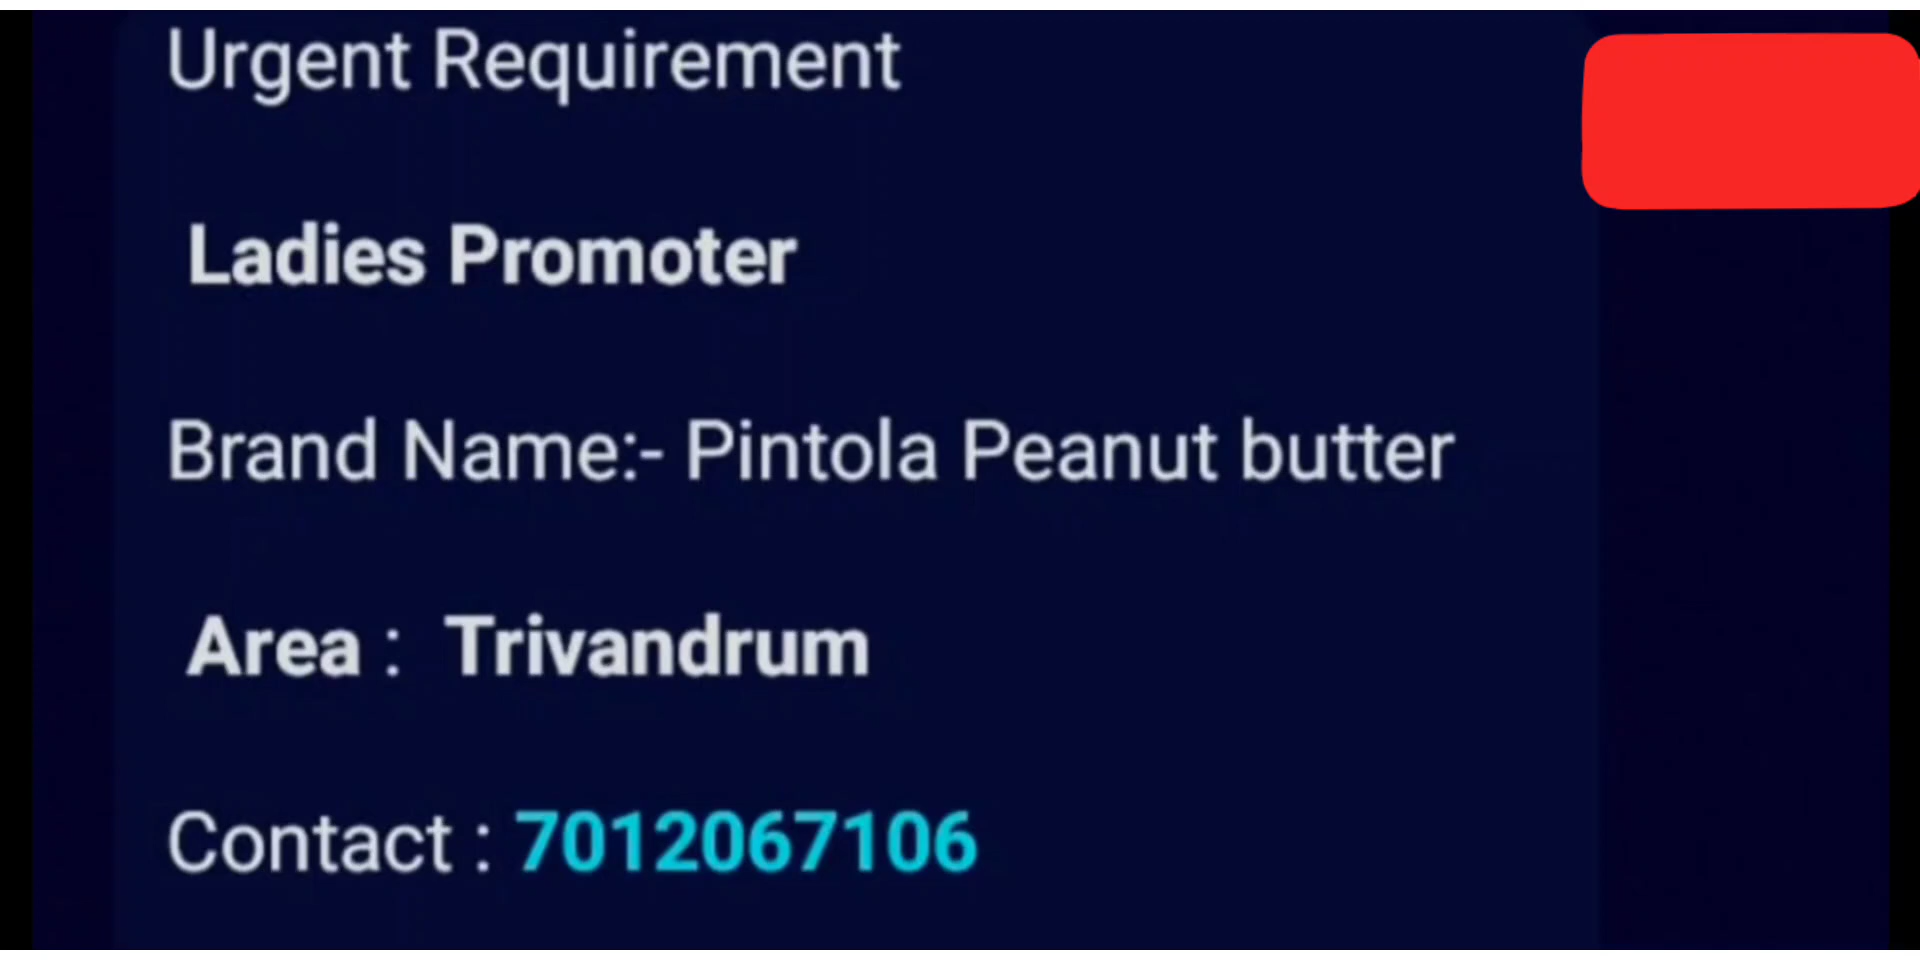 Urgent Requirement
Ladies Promoter
Brand Name:- Pintola Peanut butter
Area : Trivandrum
Contact : 7012067106